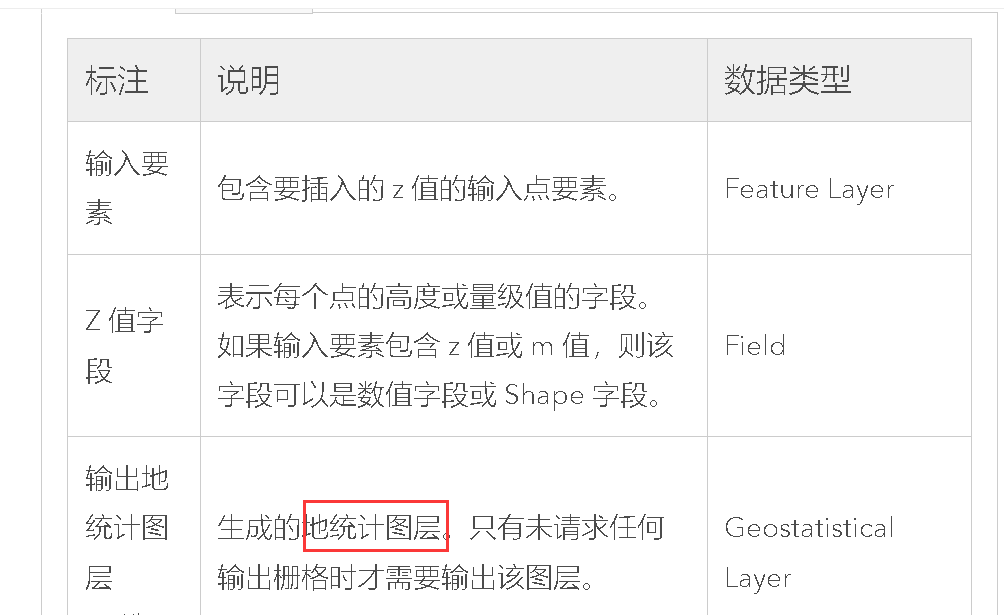 标注 说明 数据类型
输入要
素
包含要插入的 z 值的输入点要素。
Feature Layer
Z 值字
段
表示每个点的高度或量级值的字段。
如果输入要素包含 z 值或 m 值，则该
字段可以是数值字段或 Shape 字段。
Field
输出地
统计图
层
生成的地统计图层。只有未请求任何
输出栅格时才需要输出该图层。
Geostatistical
Layer